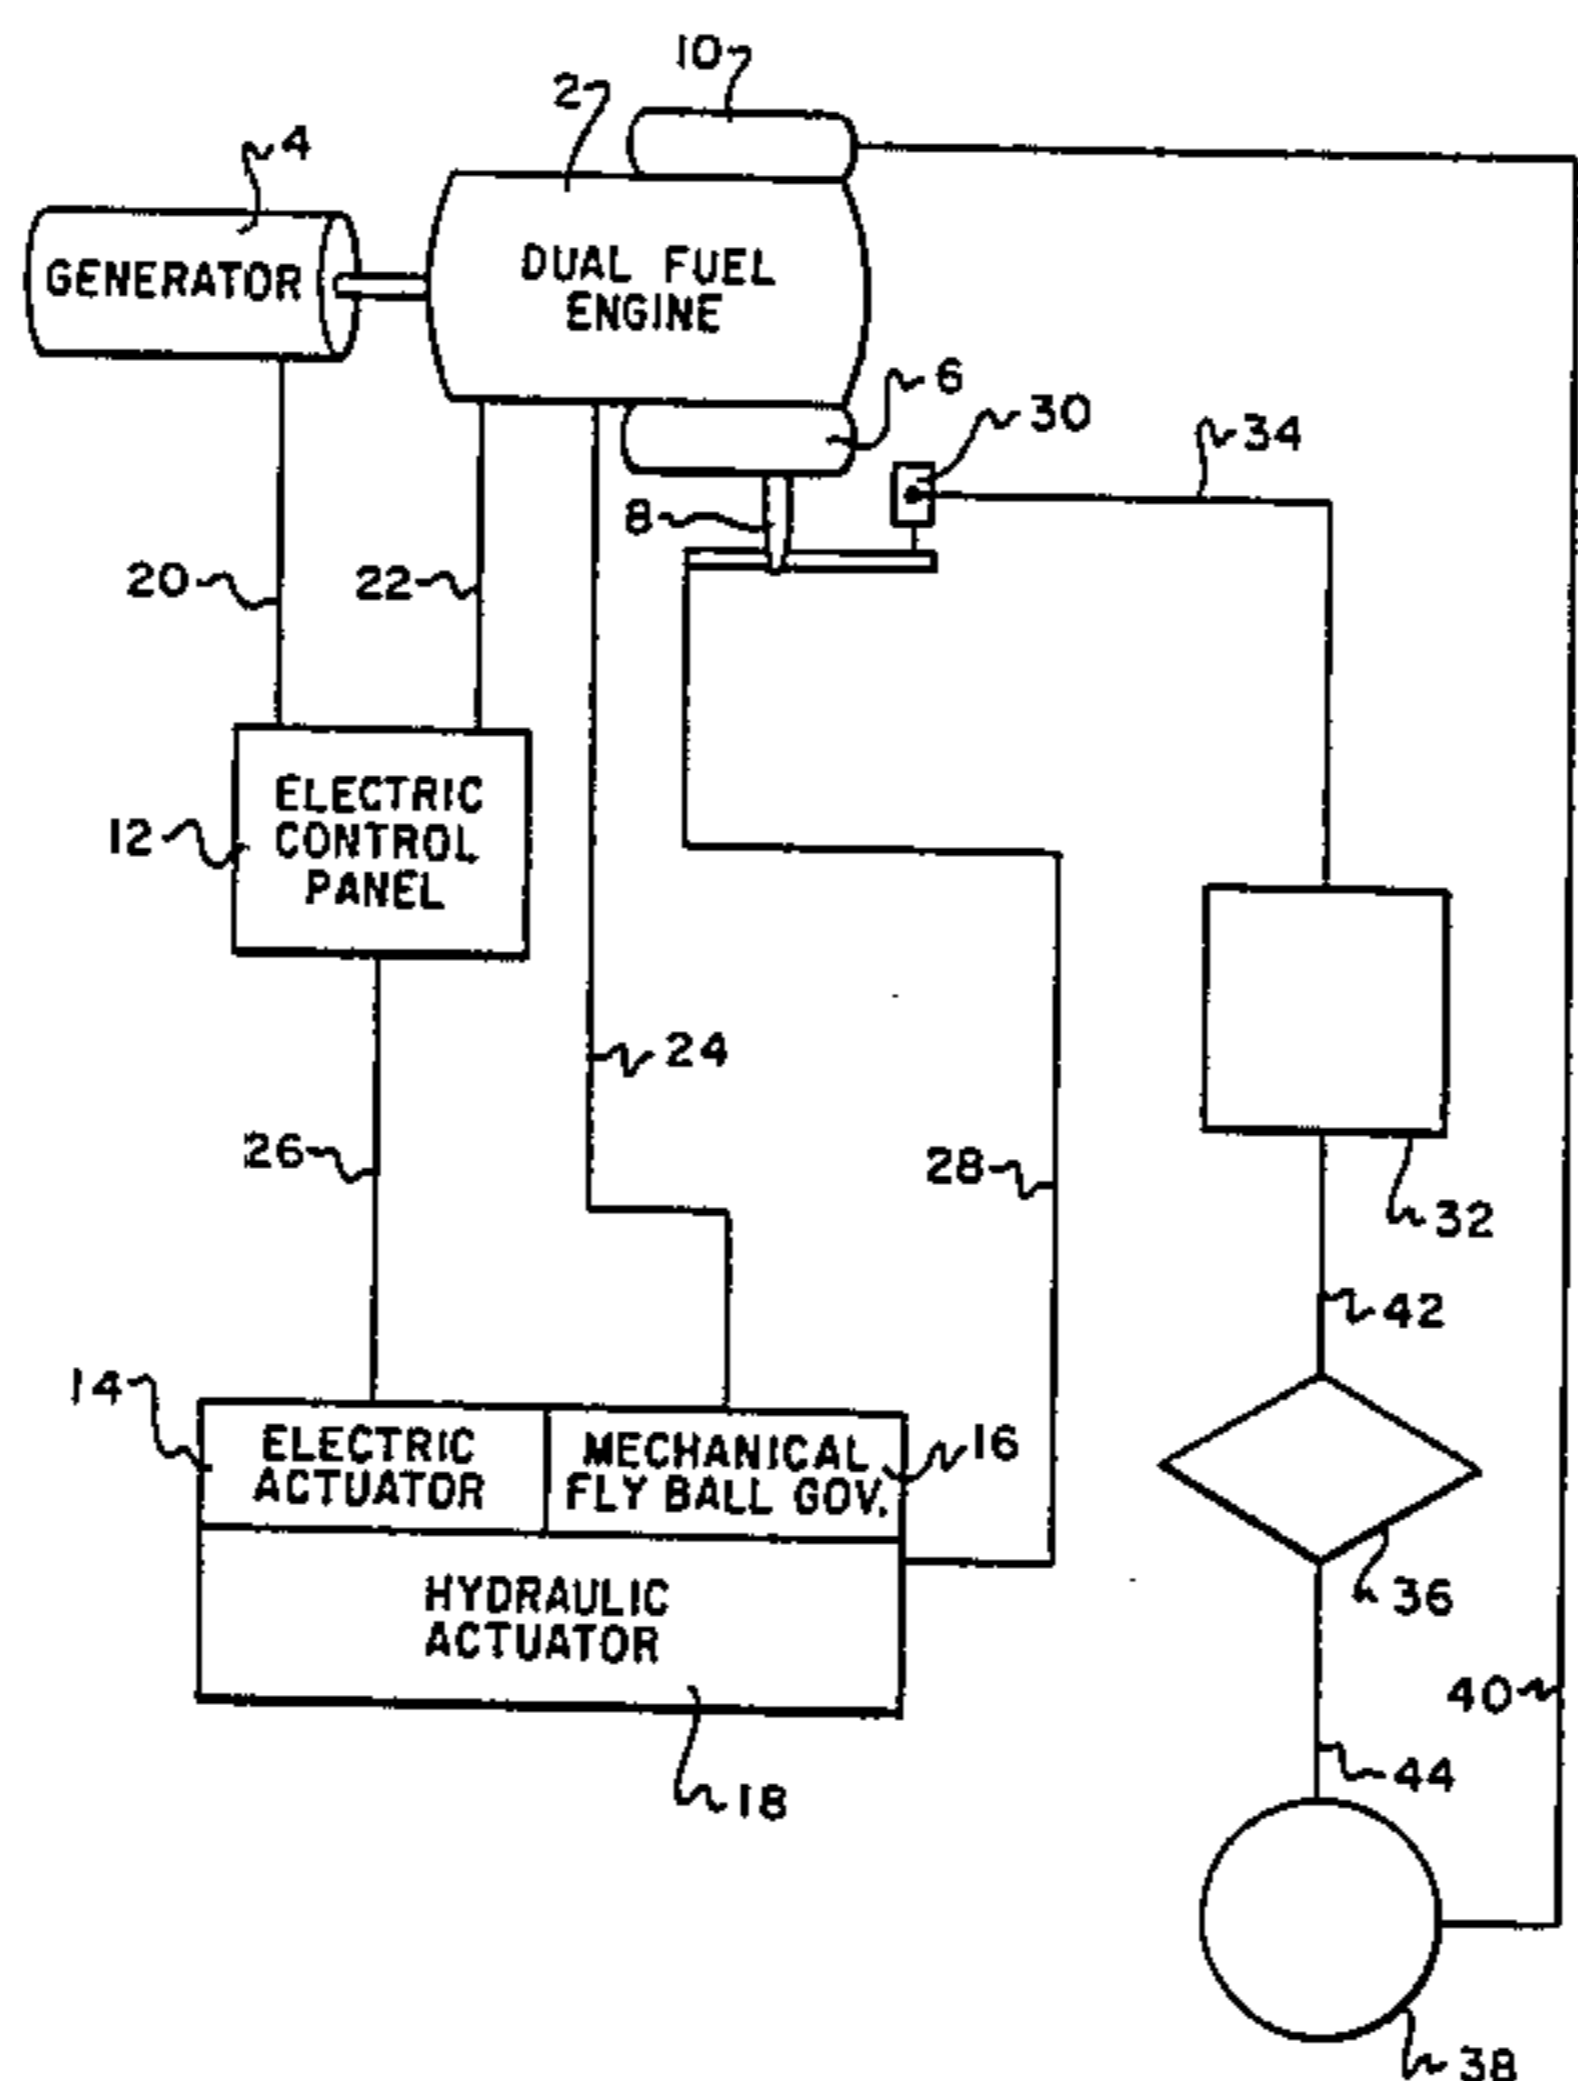 10
2
4
GENERATOR
DUAL FUEL
ENGINE
6
30
34
8
20
22
ELECTRIC
CONTROL
PANEL
12
24
26
28
32
42
14
ELECTRIC
ACTUATOR
MECHANICAL
FLY BALL GOV.
16
HYDRAULIC
ACTUATOR
36
40
44
18
38